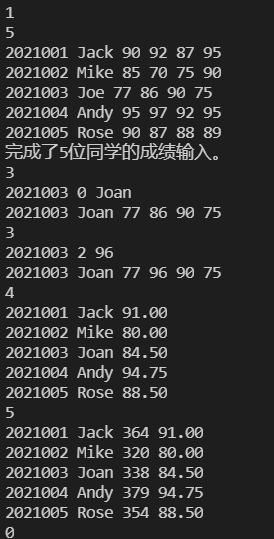 1
5
2021001 Jack 90 92 87 95
2021002 Mike 85 70 75 90
2021003 Joe 77 86 90 75
2021004 Andy 95 97 92 95
2021005 Rose 90 87 88 89
完成了5位同学的成绩输入。
3
2021003 0 Joan
2021003 Joan 77 86 90 75
3
2021003 2 96
2021003 Joan 77 96 90 75
4
2021001 Jack 91.00
2021002 Mike 80.00
2021003 Joan 84.50
2021004 Andy 94.75
2021005 Rose 88.50
5
2021001 Jack 364 91.00
2021002 Mike 320 80.00
2021003 Joan 338 84.50
2021004 Andy 379 94.75
2021005 Rose 354 88.50
0